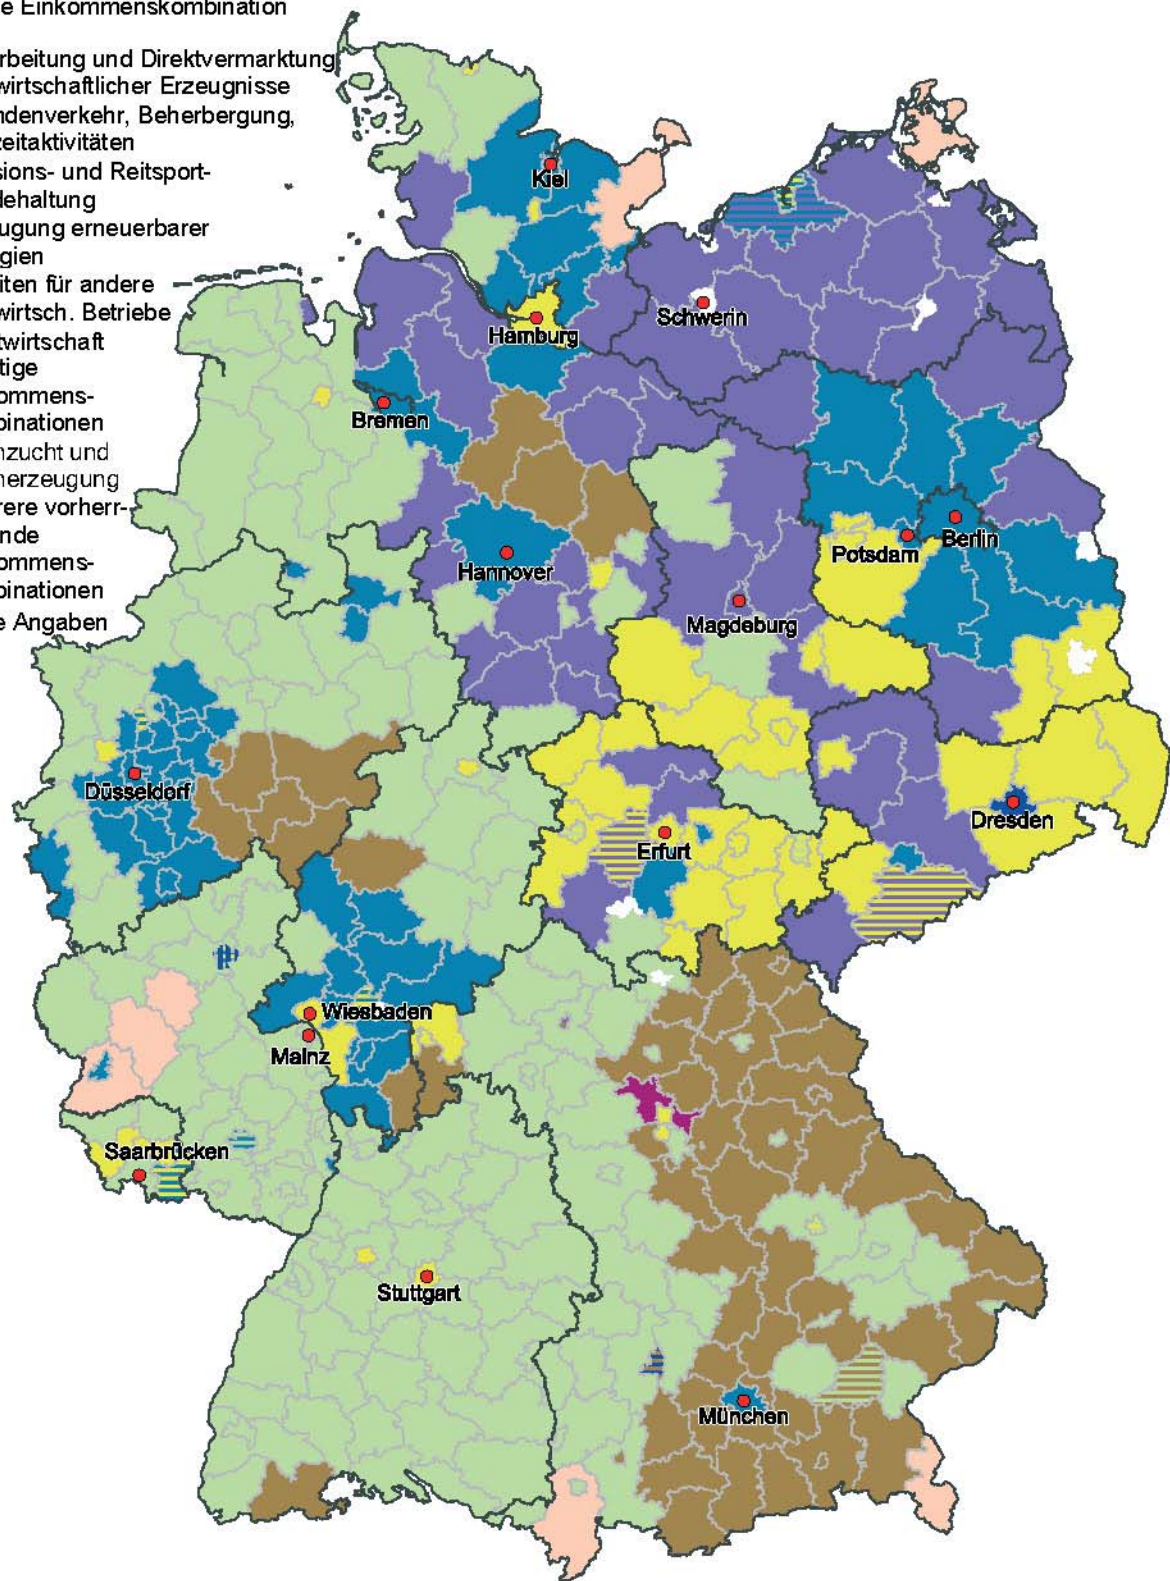 e Einkommenskombination
rbeitung und Direktvermarktung
wirtschaftlicher Erzeugnisse
ndenverkehr, Beherbergung,
zeitaktivitäten
sions- und Reitsport-
dehaltung
ugung erneuerbarer
gien
iten für andere
wirtsch. Betriebe
twirtschaft
tige
ommens-
binationen
hzucht und
herzeugung
rere vorherr-
nde
ommens-
binationen
e Angaben
Kiel
Schwerin
Hamburg
Bremen
Berlin
Potsdam
Hannover
Magdeburg
Düsseldorf
Dresden
Erfurt
Wiesbaden
Mainz
Saarbrücken
Stuttgart
München